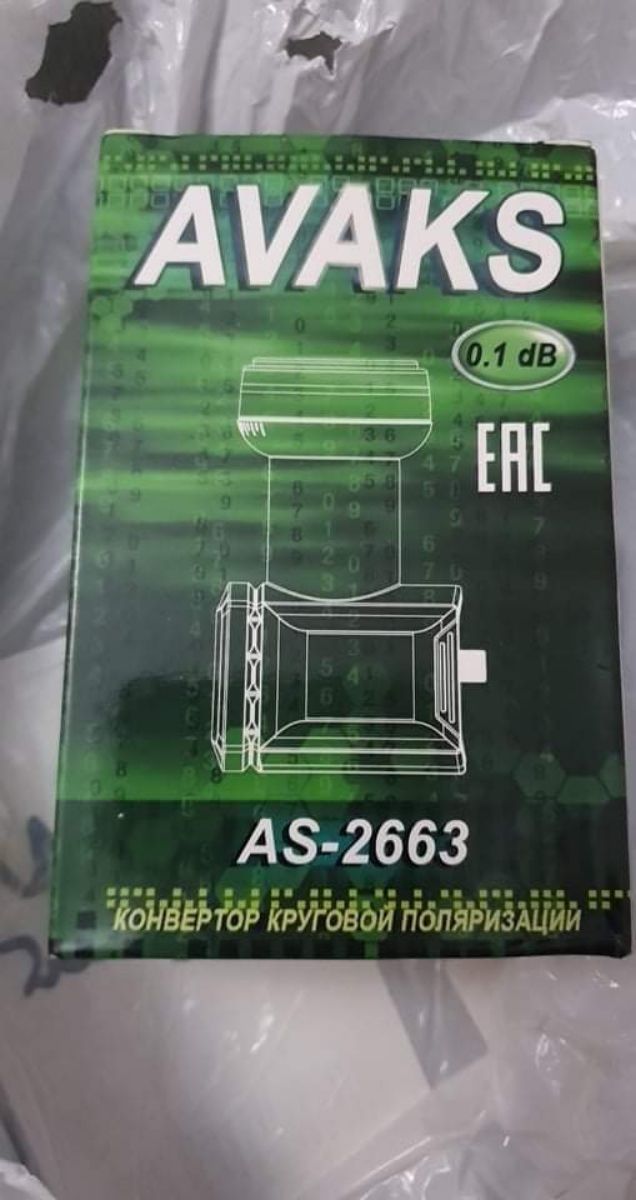 AVAKS
0.1 dB
EAC
AS-2663
КОНВЕРТОР КРУГОВОЙ ПОЛЯРИЗАЦИИ